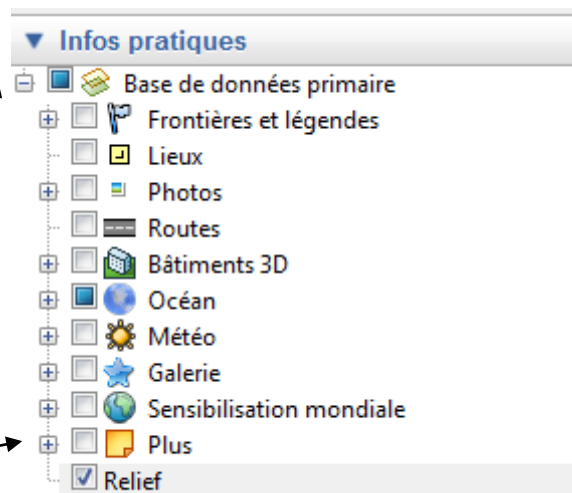 Infos pratiques
Base de données primaire
Frontières et légendes
Lieux
Photos
Routes
Bâtiments 3D
Océan
Météo
Galerie
Sensibilisation mondiale
Plus
Relief